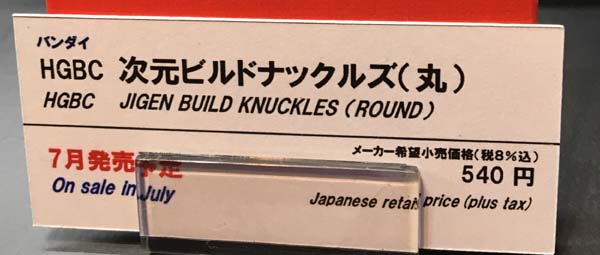 バンダイ
HGBC 次元ビルドナックルズ(丸)
HGBC JIGEN BUILD KNUCKLES (ROUND)
7月発売予定
On sale in July
メーカー希望小売価格(税8%込)
540 円
Japanese retail price (plus tax)